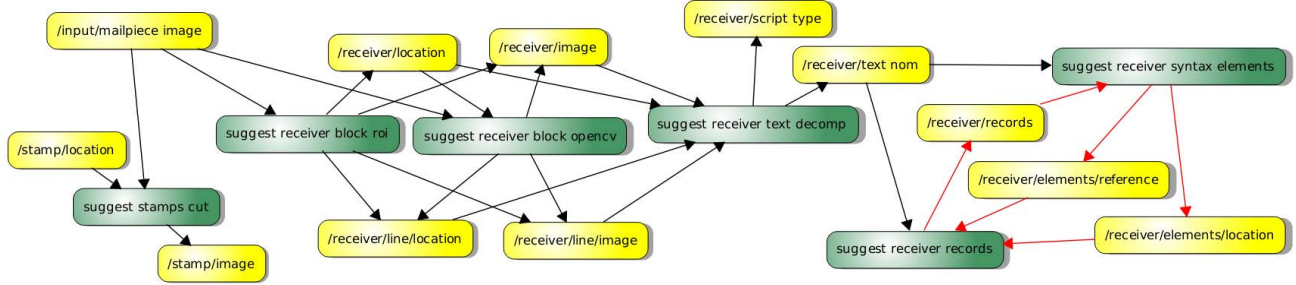 /input/mailpiece image
/receiver/location
/receiver/image
/receiver/script type
/receiver/text nom
suggest receiver syntax elements
/stamp/location
suggest receiver block roi
suggest receiver block opencv
suggest receiver text decomp
/receiver/records
suggest stamps cut
/receiver/elements/reference
/stamp/image
/receiver/line/location
/receiver/line/image
suggest receiver records
/receiver/elements/location